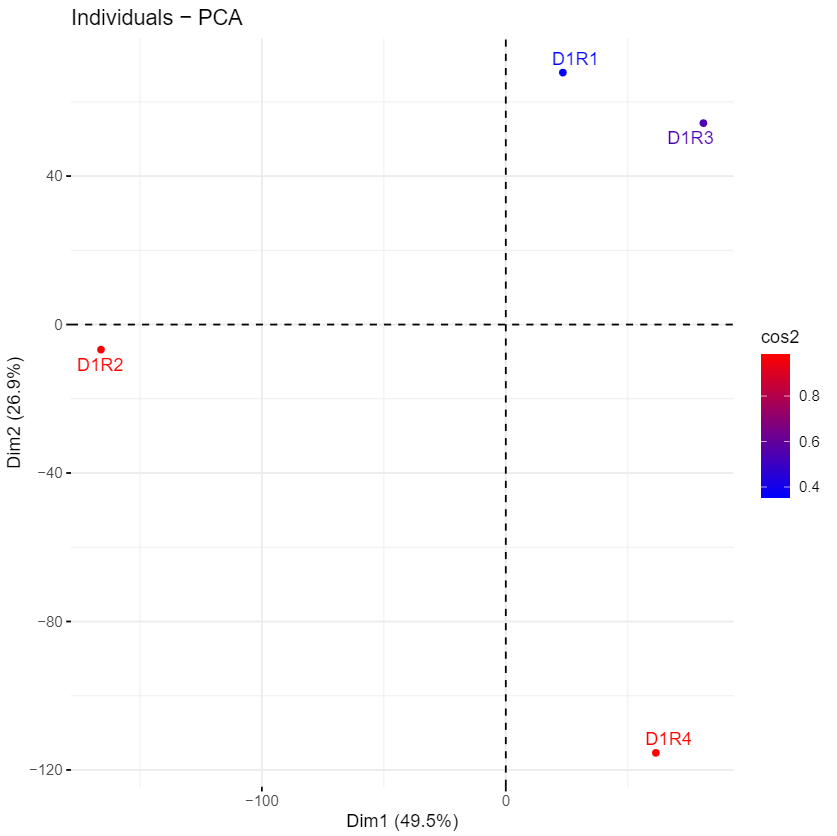 Individuals − PCA
D1R1
D1R3
40
0
D1R2
cos2
0.8
0.6
0.4
−40
−80
D1R4
−120
−100
0
Dim1 (49.5%)
Dim2 (26.9%)